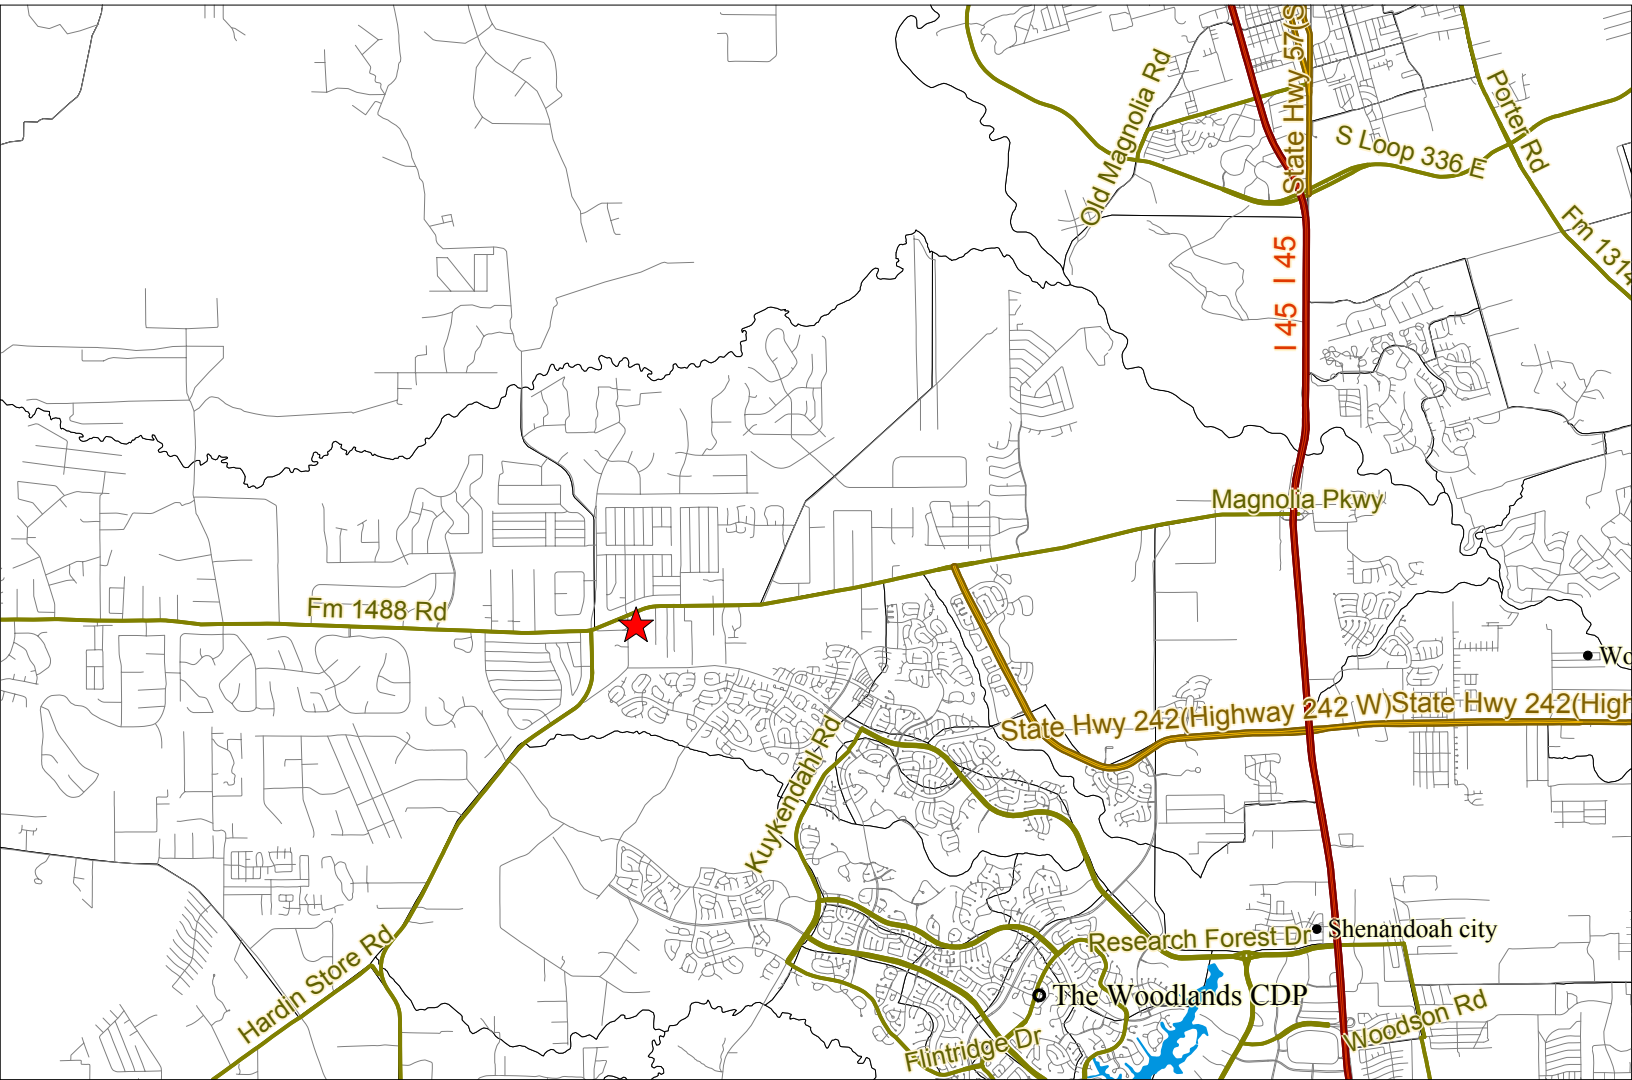 State Hwy 57(S
Old Magnolia Rd
Porter Rd
S Loop 336 E
Fm 1314
I 45
I 45
Magnolia Pkwy
Fm 1488 Rd
Wo
State Hwy 242(Highway 242 W)
State Hwy 242(High
Kuykendahl Rd
Shenandoah city
Research Forest Dr
Hardin Store Rd
The Woodlands CDP
Woodson Rd
Flintridge Dr